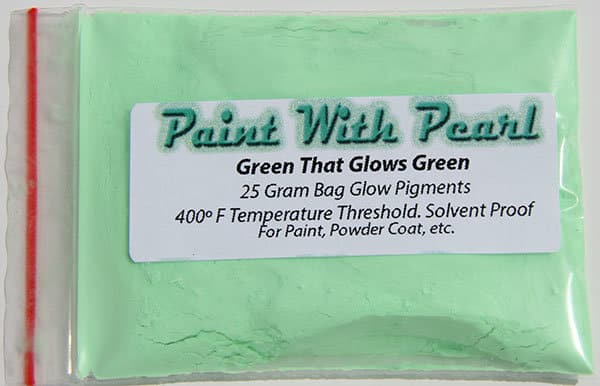 Paint With Pearl
Green That Glows Green
25 Gram Bag Glow Pigments
400º F Temperature Threshold. Solvent Proof
For Paint, Powder Coat, etc.